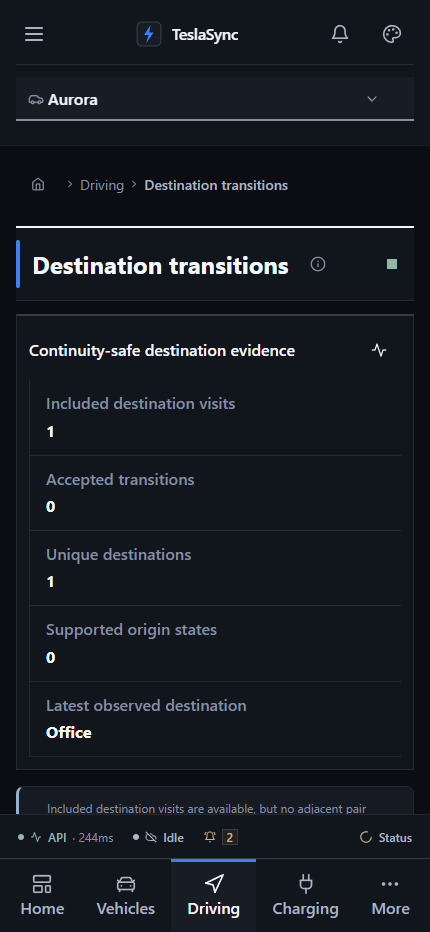 TeslaSync
Aurora
Driving > Destination transitions
Destination transitions
Continuity-safe destination evidence
Included destination visits
1
Accepted transitions
0
Unique destinations
1
Supported origin states
0
Latest observed destination
Office
Included destination visits are available, but no adjacent pair
API · 244ms Idle 2 Status
Home Vehicles Driving Charging More